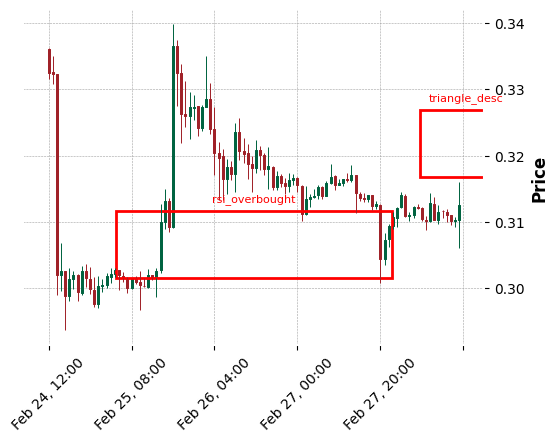 0.34
0.33
triangle_desc
0.32
Price
rsi_overbought
0.31
0.30
Feb 24, 12:00
Feb 25, 08:00
Feb 26, 04:00
Feb 27, 00:00
Feb 27, 20:00